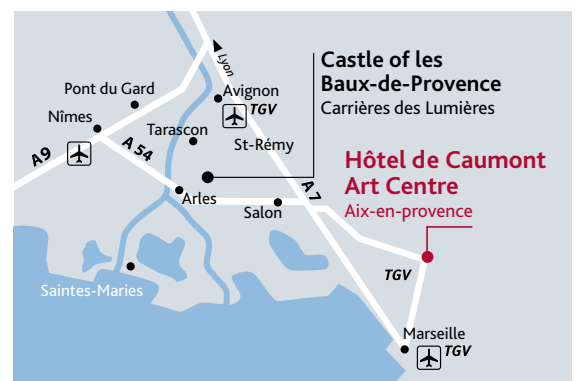 Lyon
Castle of les
Baux-de-Provence
Carrières des Lumières
Pont du Gard
Avignon
TGV
Nîmes
Tarascon
St-Rémy
A9
A 54
Hôtel de Caumont
Art Centre
Aix-en-provence
A 7
Arles
Salon
TGV
Saintes-Maries
Marseille
TGV